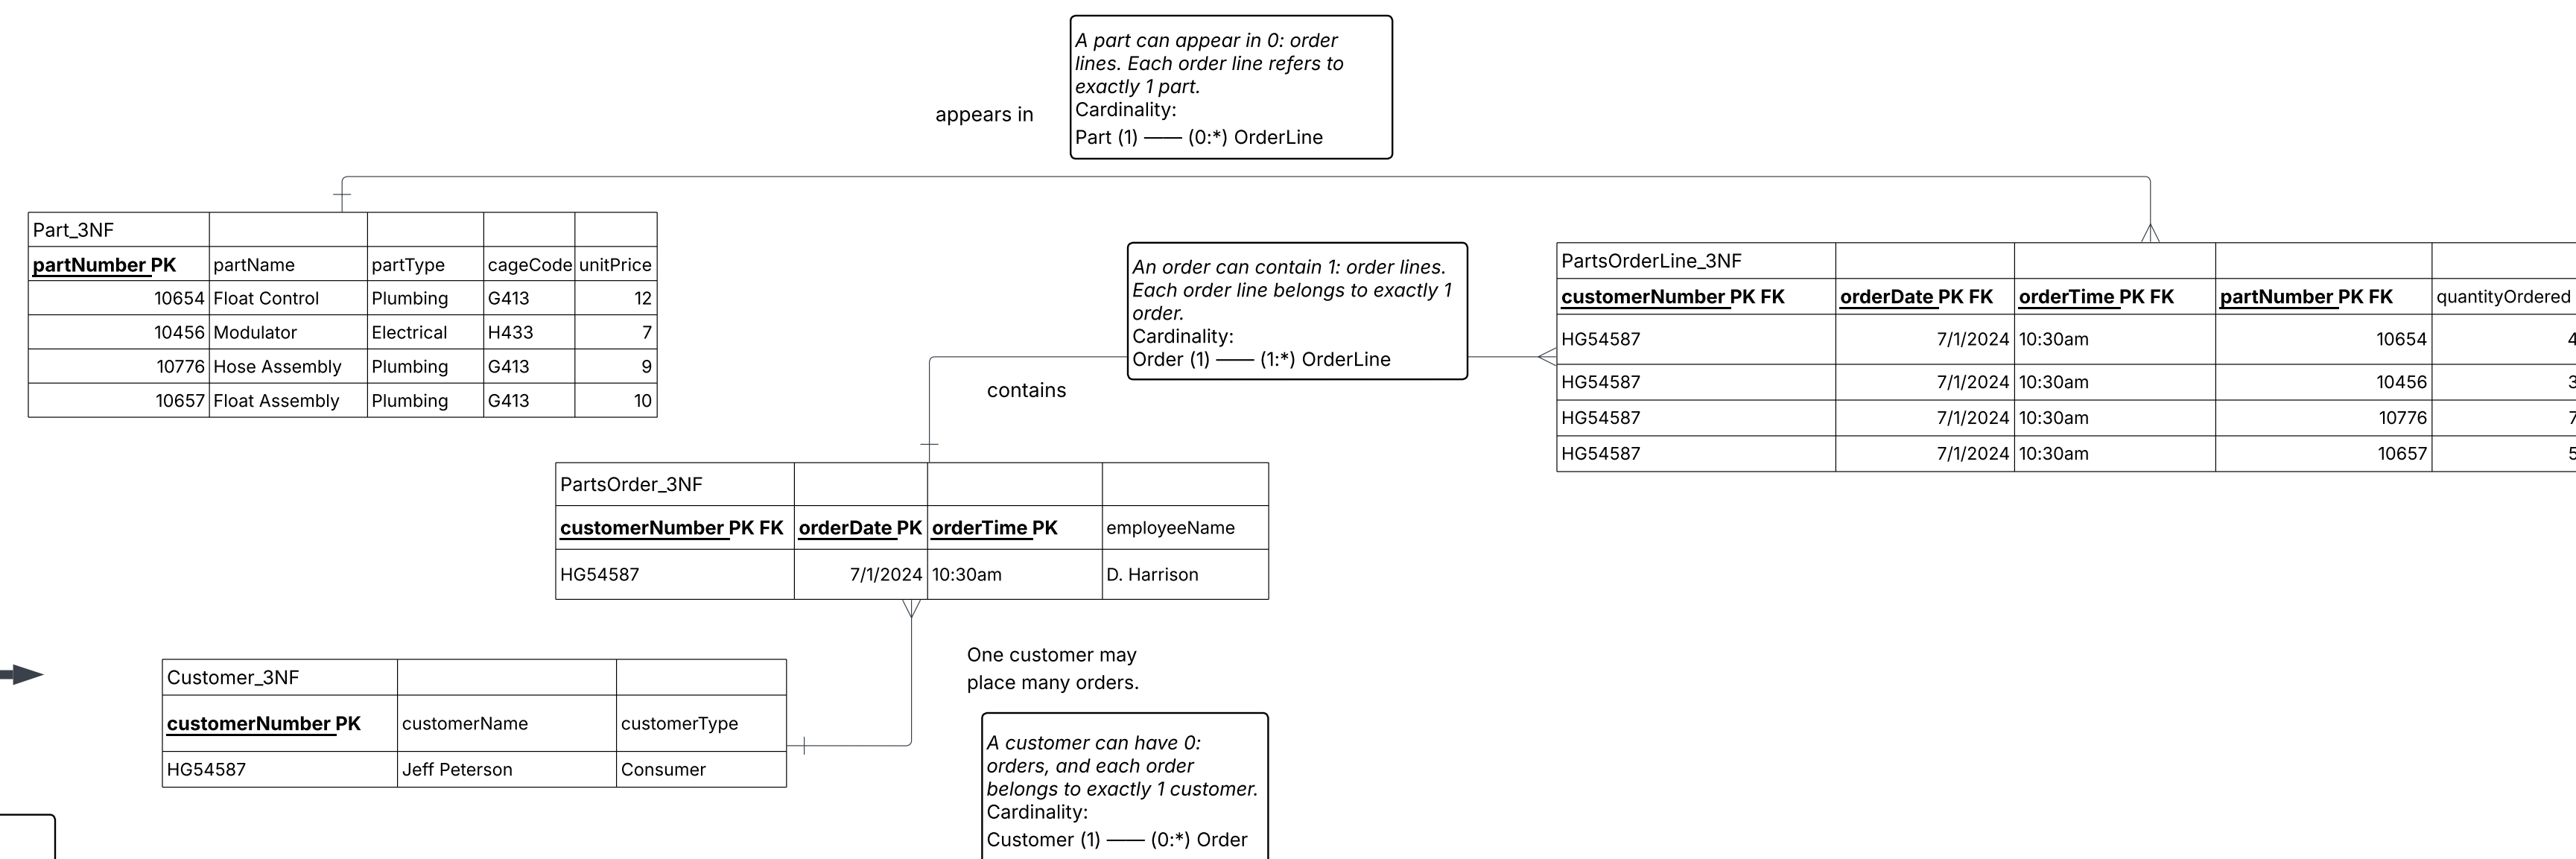 A part can appear in 0: order
lines. Each order line refers to
exactly 1 part.
Cardinality:
Part (1) —— (0:*) OrderLine
appears in
Part_3NF
partNumber PK partName partType cageCode unitPrice
10654 Float Control Plumbing G413 12
10456 Modulator Electrical H433 7
10776 Hose Assembly Plumbing G413 9
10657 Float Assembly Plumbing G413 10
An order can contain 1: order lines.
Each order line belongs to exactly 1
order.
Cardinality:
Order (1) —— (1:*) OrderLine
contains
PartsOrderLine_3NF
customerNumber PK FK orderDate PK FK orderTime PK FK partNumber PK FK quantityOrdered
HG54587 7/1/2024 10:30am 10654 4
HG54587 7/1/2024 10:30am 10456 3
HG54587 7/1/2024 10:30am 10776 7
HG54587 7/1/2024 10:30am 10657 5
PartsOrder_3NF
customerNumber PK FK orderDate PK orderTime PK employeeName
HG54587 7/1/2024 10:30am D. Harrison
One customer may
place many orders.
Customer_3NF
customerNumber PK customerName customerType
HG54587 Jeff Peterson Consumer
A customer can have 0:
orders, and each order
belongs to exactly 1 customer.
Cardinality:
Customer (1) —— (0:*) Order